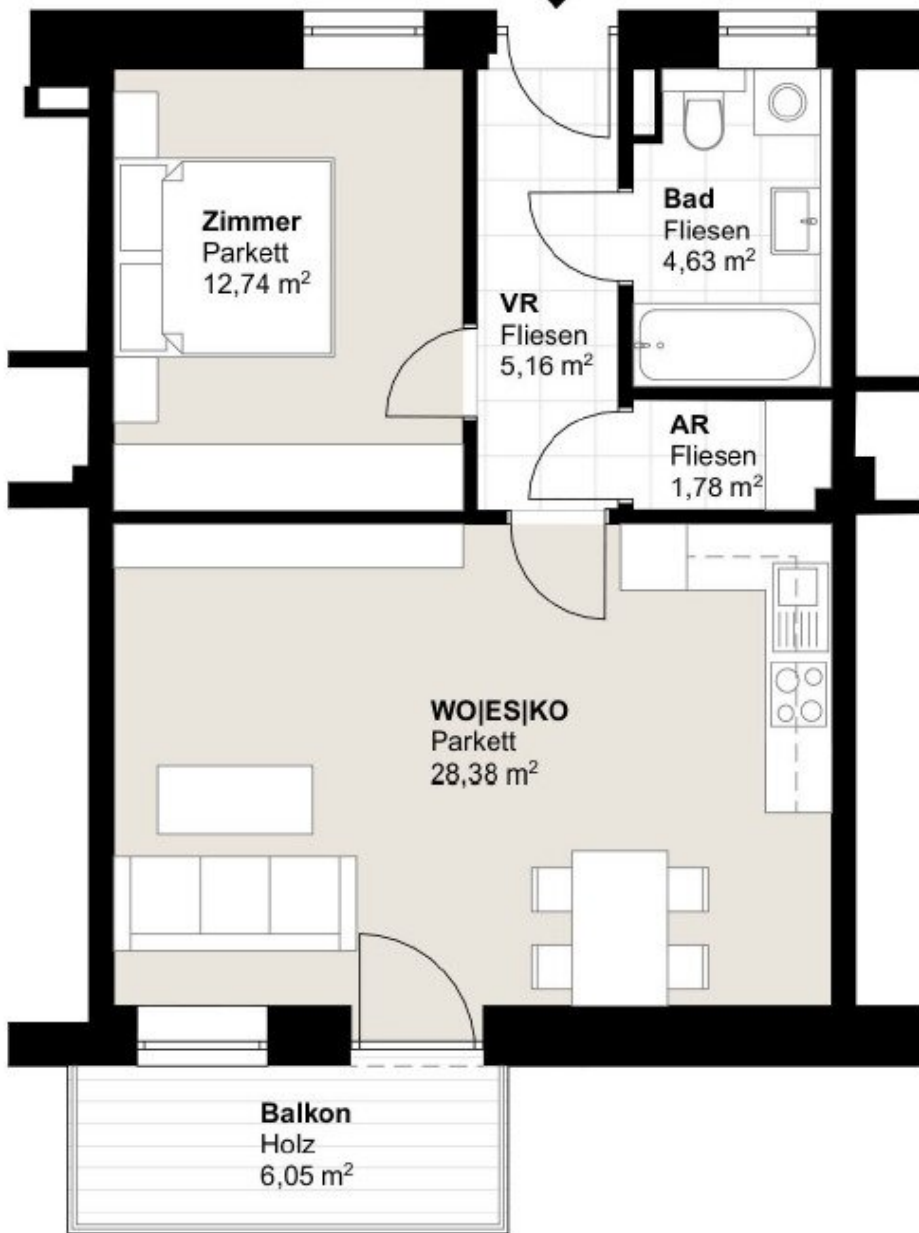 Zimmer
Parkett
12,74 m²
Bad
Fliesen
4,63 m²
VR
Fliesen
5,16 m²
AR
Fliesen
1,78 m²
WO|ES|KO
Parkett
28,38 m²
Balkon
Holz
6,05 m²